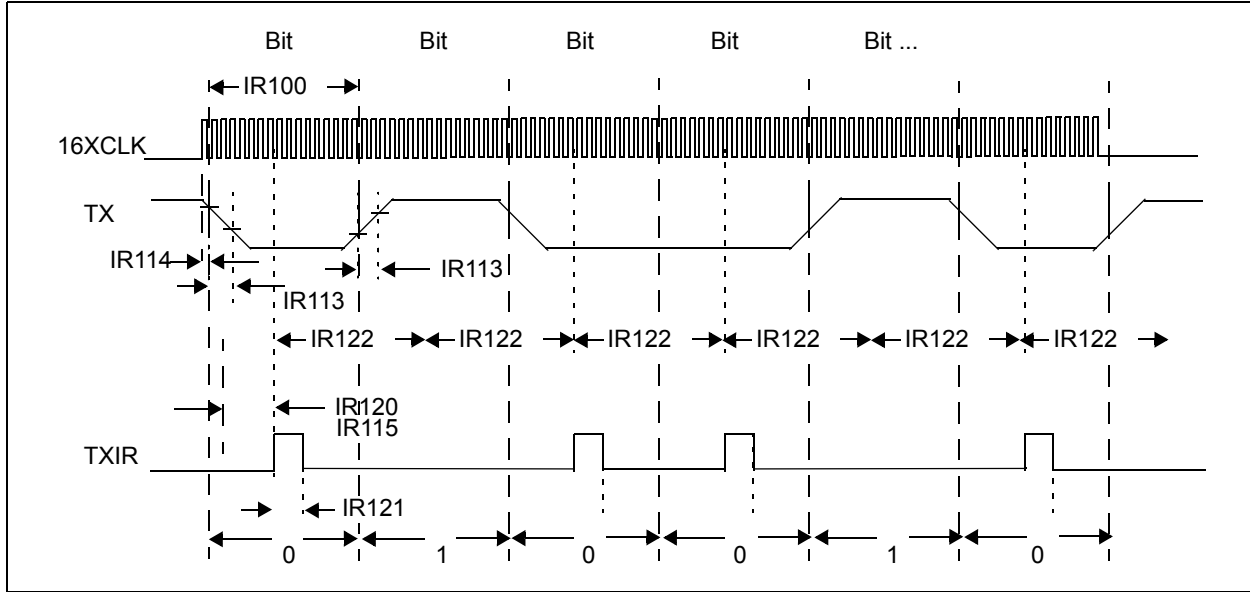 Bit Bit Bit Bit Bit ...
IR100
16XCLK
TX
IR114 IR113
IR113
IR122 IR122 IR122 IR122 IR122 IR122
IR120
IR115
TXIR
IR121
0 1 0 0 1 0